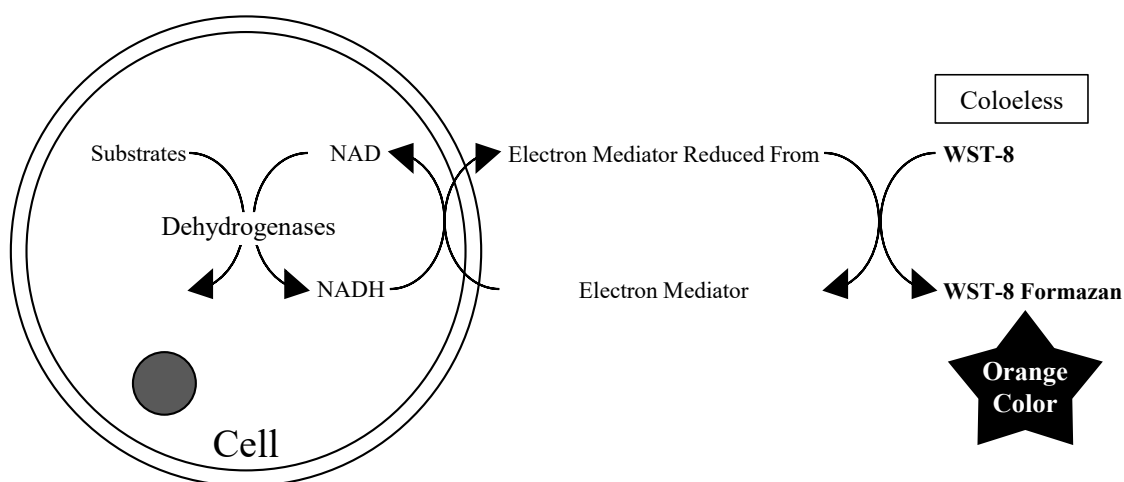 Coloeless
Substrates NAD Electron Mediator Reduced From WST-8
Dehydrogenases
NADH Electron Mediator WST-8 Formazan
Orange
Color
Cell